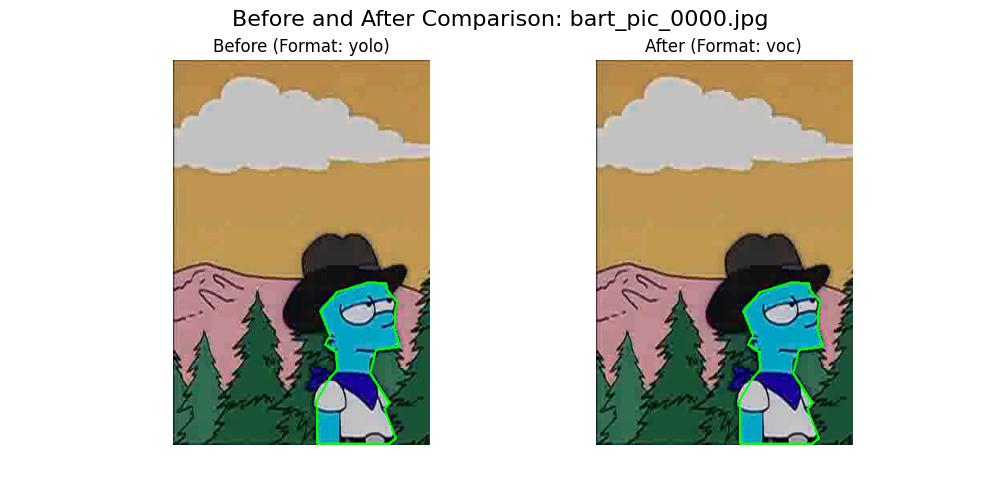 Before and After Comparison: bart_pic_0000.jpg
Before (Format: yolo)
After (Format: voc)